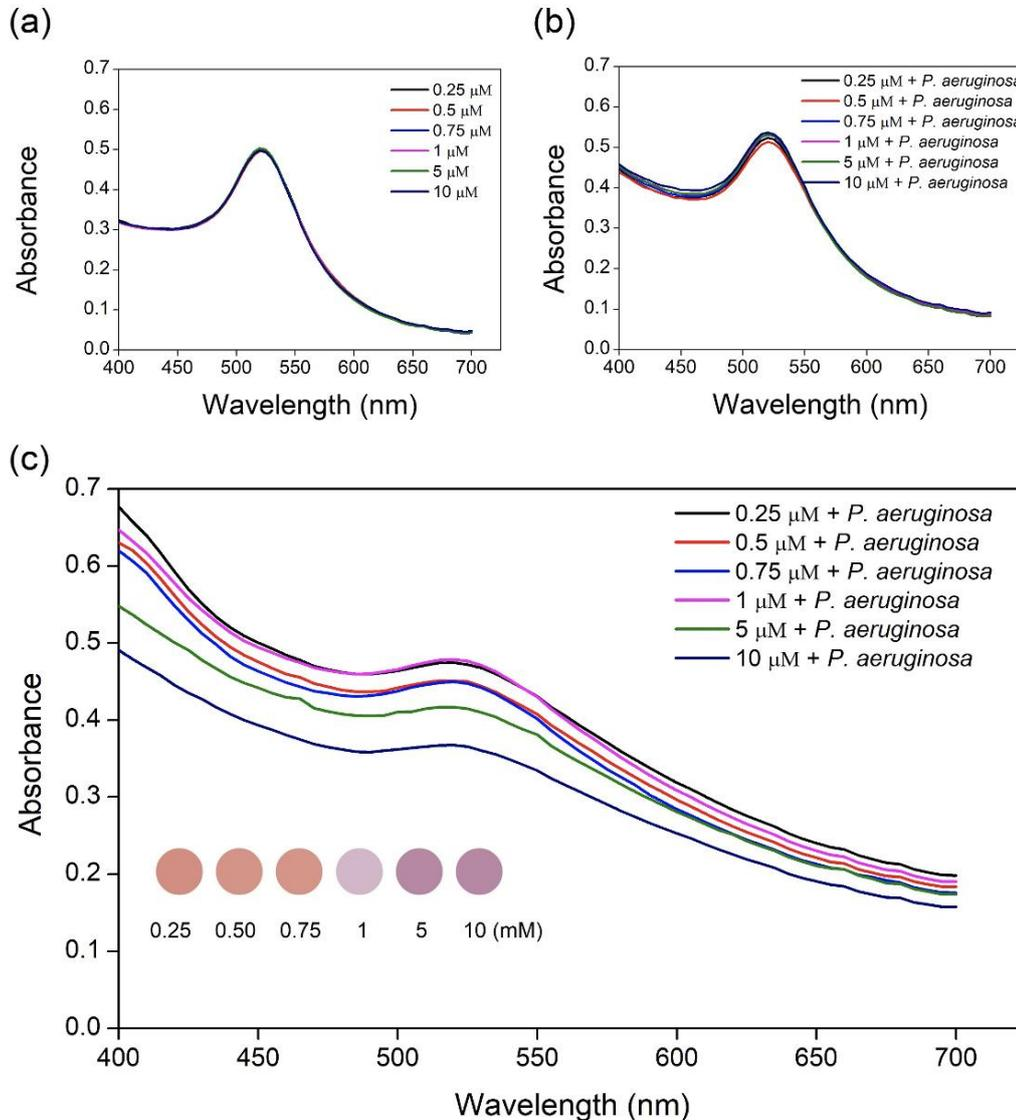 (a)
0.7
0.6
0.5
0.4
0.3
0.2
0.1
0.0
Absorbance
0.25 μM
0.5 μM
0.75 μM
1 μM
5 μM
10 μM
400 450 500 550 600 650 700
Wavelength (nm)
(b)
0.7
0.6
0.5
0.4
0.3
0.2
0.1
0.0
Absorbance
0.25 μM + P. aeruginosa
0.5 μM + P. aeruginosa
0.75 μM + P. aeruginosa
1 μM + P. aeruginosa
5 μM + P. aeruginosa
10 μM + P. aeruginosa
400 450 500 550 600 650 700
Wavelength (nm)
(c)
0.7
0.6
0.5
0.4
0.3
0.2
0.1
0.0
Absorbance
0.25 μM + P. aeruginosa
0.5 μM + P. aeruginosa
0.75 μM + P. aeruginosa
1 μM + P. aeruginosa
5 μM + P. aeruginosa
10 μM + P. aeruginosa
0.25 0.50 0.75 1 5 10 (mM)
400 450 500 550 600 650 700
Wavelength (nm)